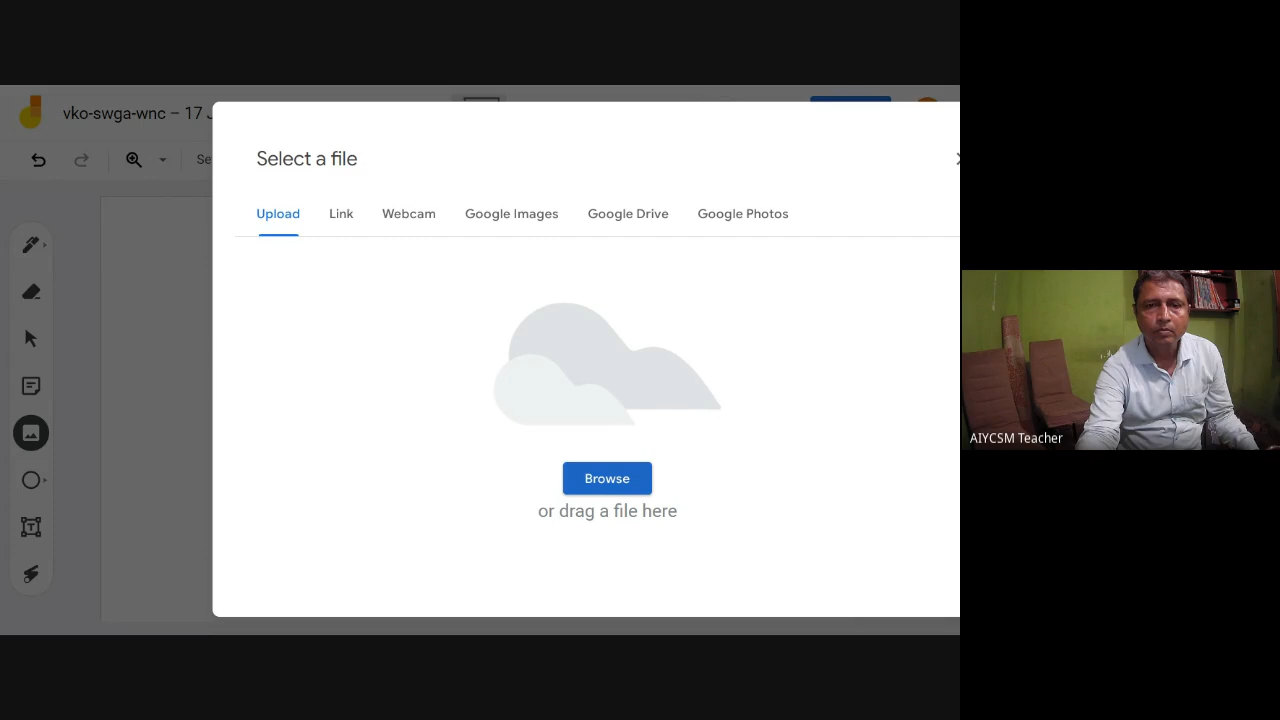 vko-swga-wnc – 17 J
Se
Select a file
Upload Link Webcam Google Images Google Drive Google Photos
Browse
or drag a file here
AIYCSM Teacher